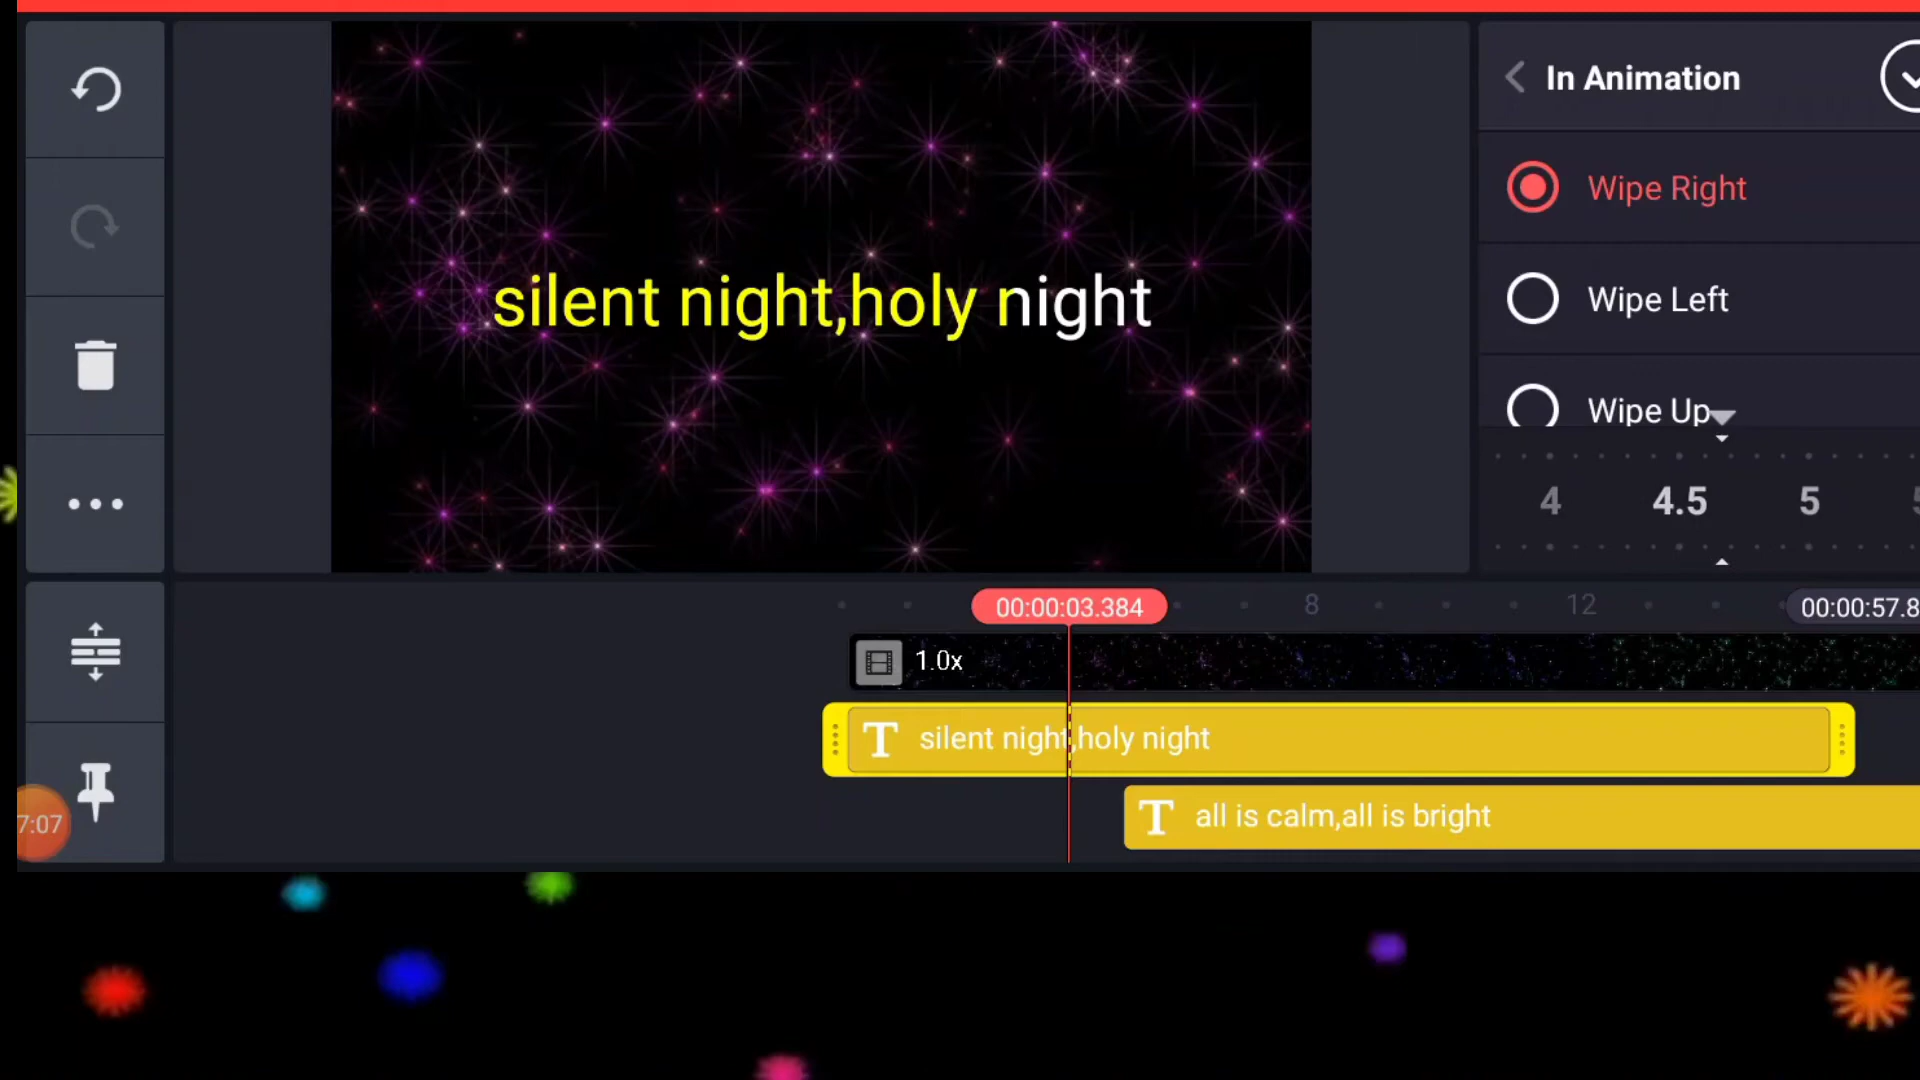 In Animation
silent night,holy night
Wipe Right
Wipe Left
Wipe Up
4 4.5 5
00:00:03.384 8 12 00:00:57.8
1.0x
T silent night,holy night
T all is calm,all is bright
7:07